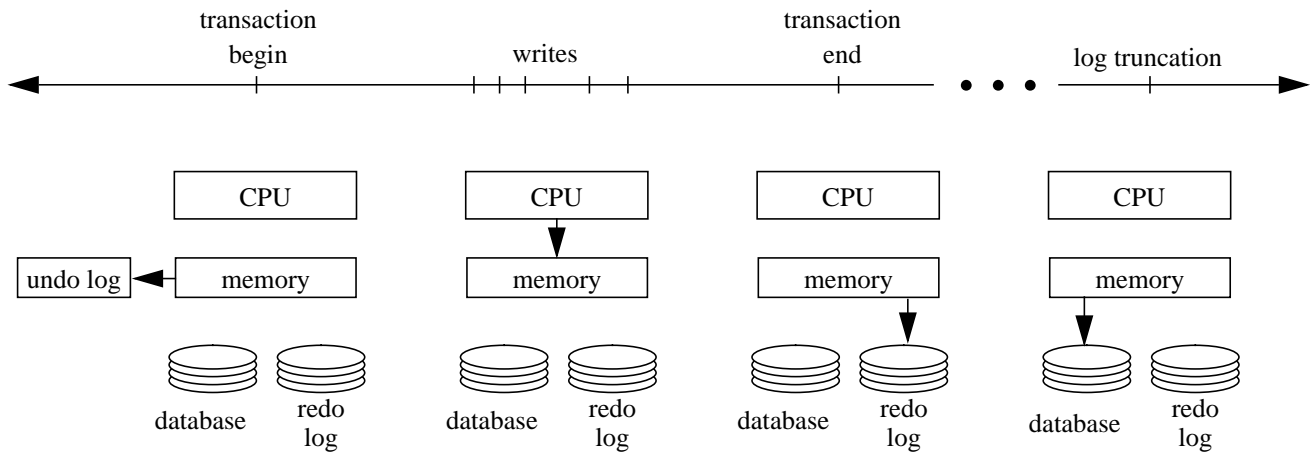 transaction
begin
writes
transaction
end
log truncation
CPU
CPU
CPU
CPU
undo log
memory
memory
memory
memory
database
redo
log
database
redo
log
database
redo
log
database
redo
log